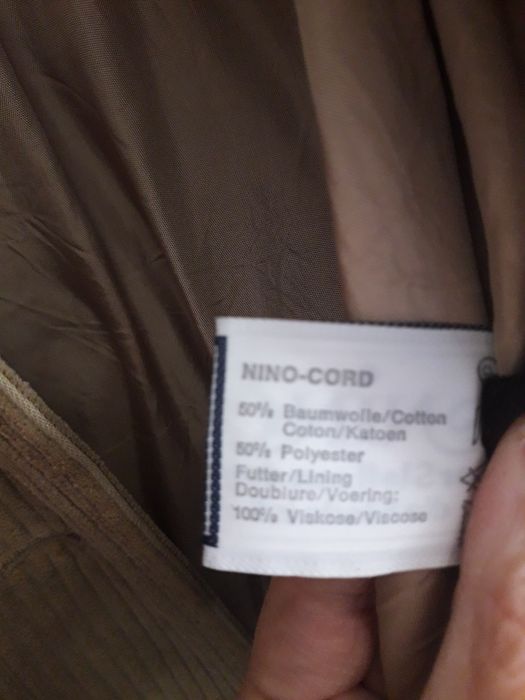 NINO-CORD
50% Baumwolle/Cotton
Coton/Katoen
50% Polyester
Futter/Lining
Doublure/Voering:
100% Viskose/Viscose